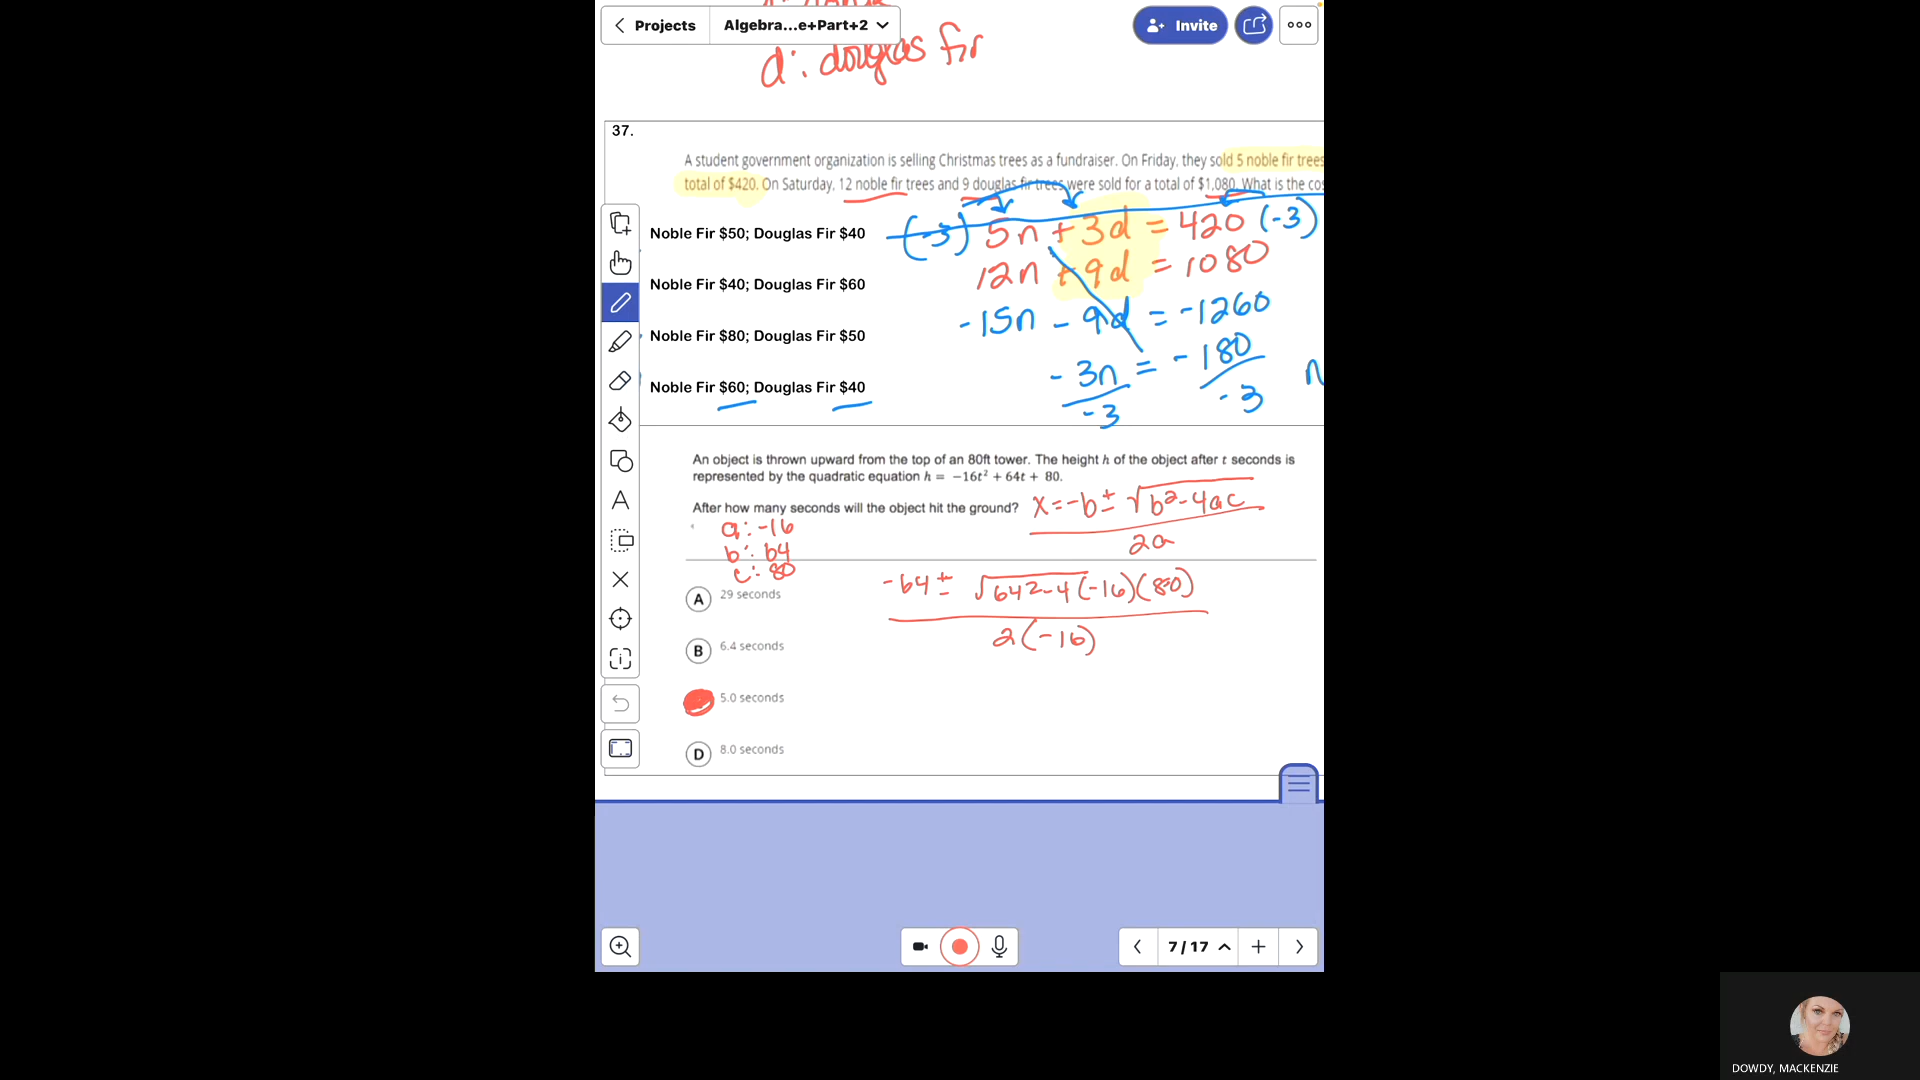 Projects
Algebra...e+Part+2
Invite
d: douglas fir
37.
A student government organization is selling Christmas trees as a fundraiser. On Friday, they sold 5 noble fir trees
total of $420. On Saturday, 12 noble fir trees and 9 douglas fir trees were sold for a total of $1,080. What is the cos
(-3) 5n + 3d = 420 (-3)
Noble Fir $50; Douglas Fir $40
12n + 9d = 1080
Noble Fir $40; Douglas Fir $60
-15n - 9d = -1260
Noble Fir $80; Douglas Fir $50
-3n = -180
Noble Fir $60; Douglas Fir $40
-3 -3
An object is thrown upward from the top of an 80ft tower. The height h of the object after t seconds is
represented by the quadratic equation h = −16t² + 64t + 80.
After how many seconds will the object hit the ground? x = -b ± √b²-4ac
2a
a: -16
b: 64
c: 80
-64 ± √64²-4(-16)(80)
2(-16)
A 29 seconds
B 6.4 seconds
5.0 seconds
D 8.0 seconds
A
7 / 17
DOWDY, MACKENZIE